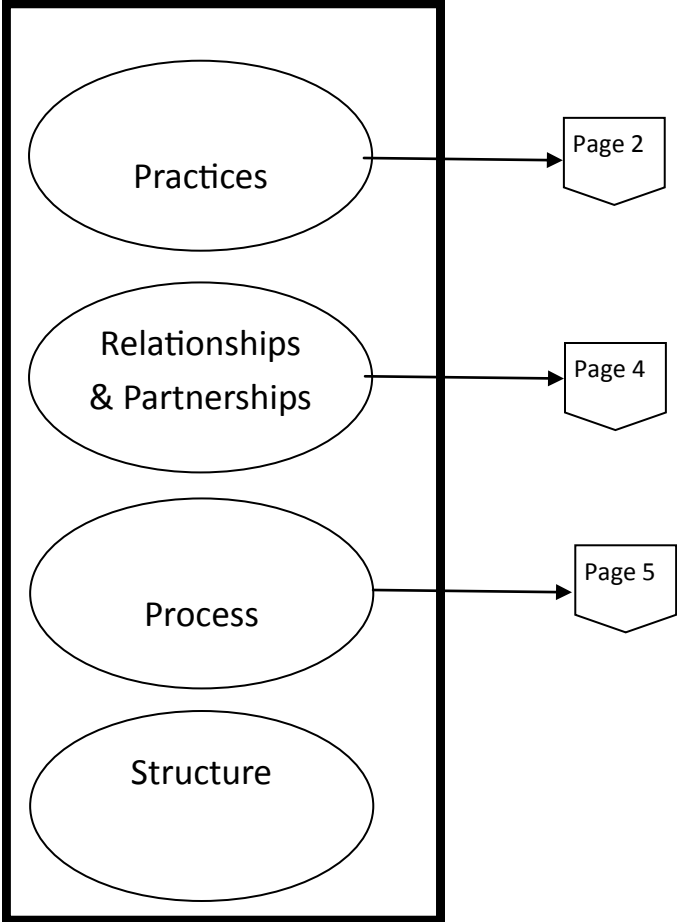 Practices
Page 2
Relationships
& Partnerships
Page 4
Process
Page 5
Structure